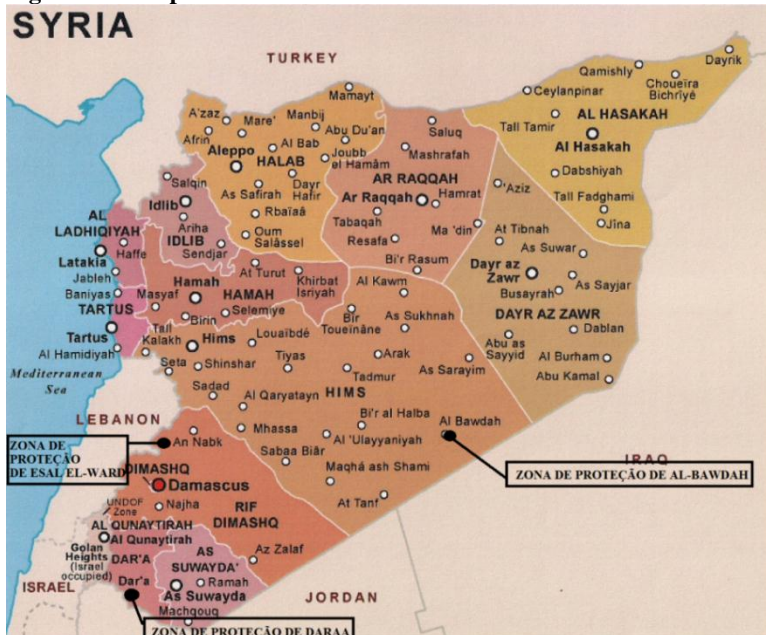 SYRIA
TURKEY
Dayrik
Qamishly
Choueïra
Bichrîyé
Ceylanpinar
Mamayt
AL HASAKAH
Tall Tamir
Al Hasakah
A'zaz
Mare'
Manbij
Abu Du'an
Saluq
Afrin
Al Bab
Joubb
el Hamâm
Mashrafah
Aleppo
HALAB
Dabshiyah
Salqin
As Safirah
Dayr
Hafir
AR RAQQAH
Ar Raqqah
Hamrat
'Aziz
Tall Fadghami
Idlib
Rbaïaâ
Tabaqah
Jîna
AL
LADHIQIYAH
Ariha
IDLIB
Oum
Salâssel
Ma 'din
At Tibnah
Haffe
Sendjar
Resafa
As Suwar
Latakia
At Turut
Bi'r Rasum
Dayr az
Zawr
Jableh
Hamah
HAMAH
Khirbat
Isriyah
Al Kawm
As Sayjar
Baniyas
Masyaf
Busayrah
TARTUS
Birin
Selemiye
Bir
Toueïnâne
As Sukhnah
DAYR AZ ZAWR
Tartus
Tall
Kalakh
Hims
Louaïbdé
Abu as
Sayyid
Dablan
Al Hamidiyah
Seta
Shinshar
Tiyas
Arak
As Sarayim
Al Burham
Mediterranean
Sea
Tadmur
Abu Kamal
Sadad
Al Qaryatayn
HIMS
LEBANON
Bi'r al Halba
Al Bawdah
Mhassa
Al 'Ulayyaniyah
An Nabk
ZONA DE
PROTEÇÃO
DE ESAL EL-WARD
Sabaa Biâr
IRAQ
DIMASHQ
Maqhá ash Shami
ZONA DE PROTEÇÃO DE AL-BAWDAH
Damascus
At Tanf
UNDOF
Zone
Najha
RIF
DIMASHQ
AL QUNAYTIRAH
Al Qunaytirah
Golan
Heights
(Israel
occupied)
DAR'A
AS
SUWAYDA'
Az Zalaf
ISRAEL
Dar'a
Ramah
As Suwayda
JORDAN
Machqouq
ZONA DE PROTEÇÃO DE DARAA